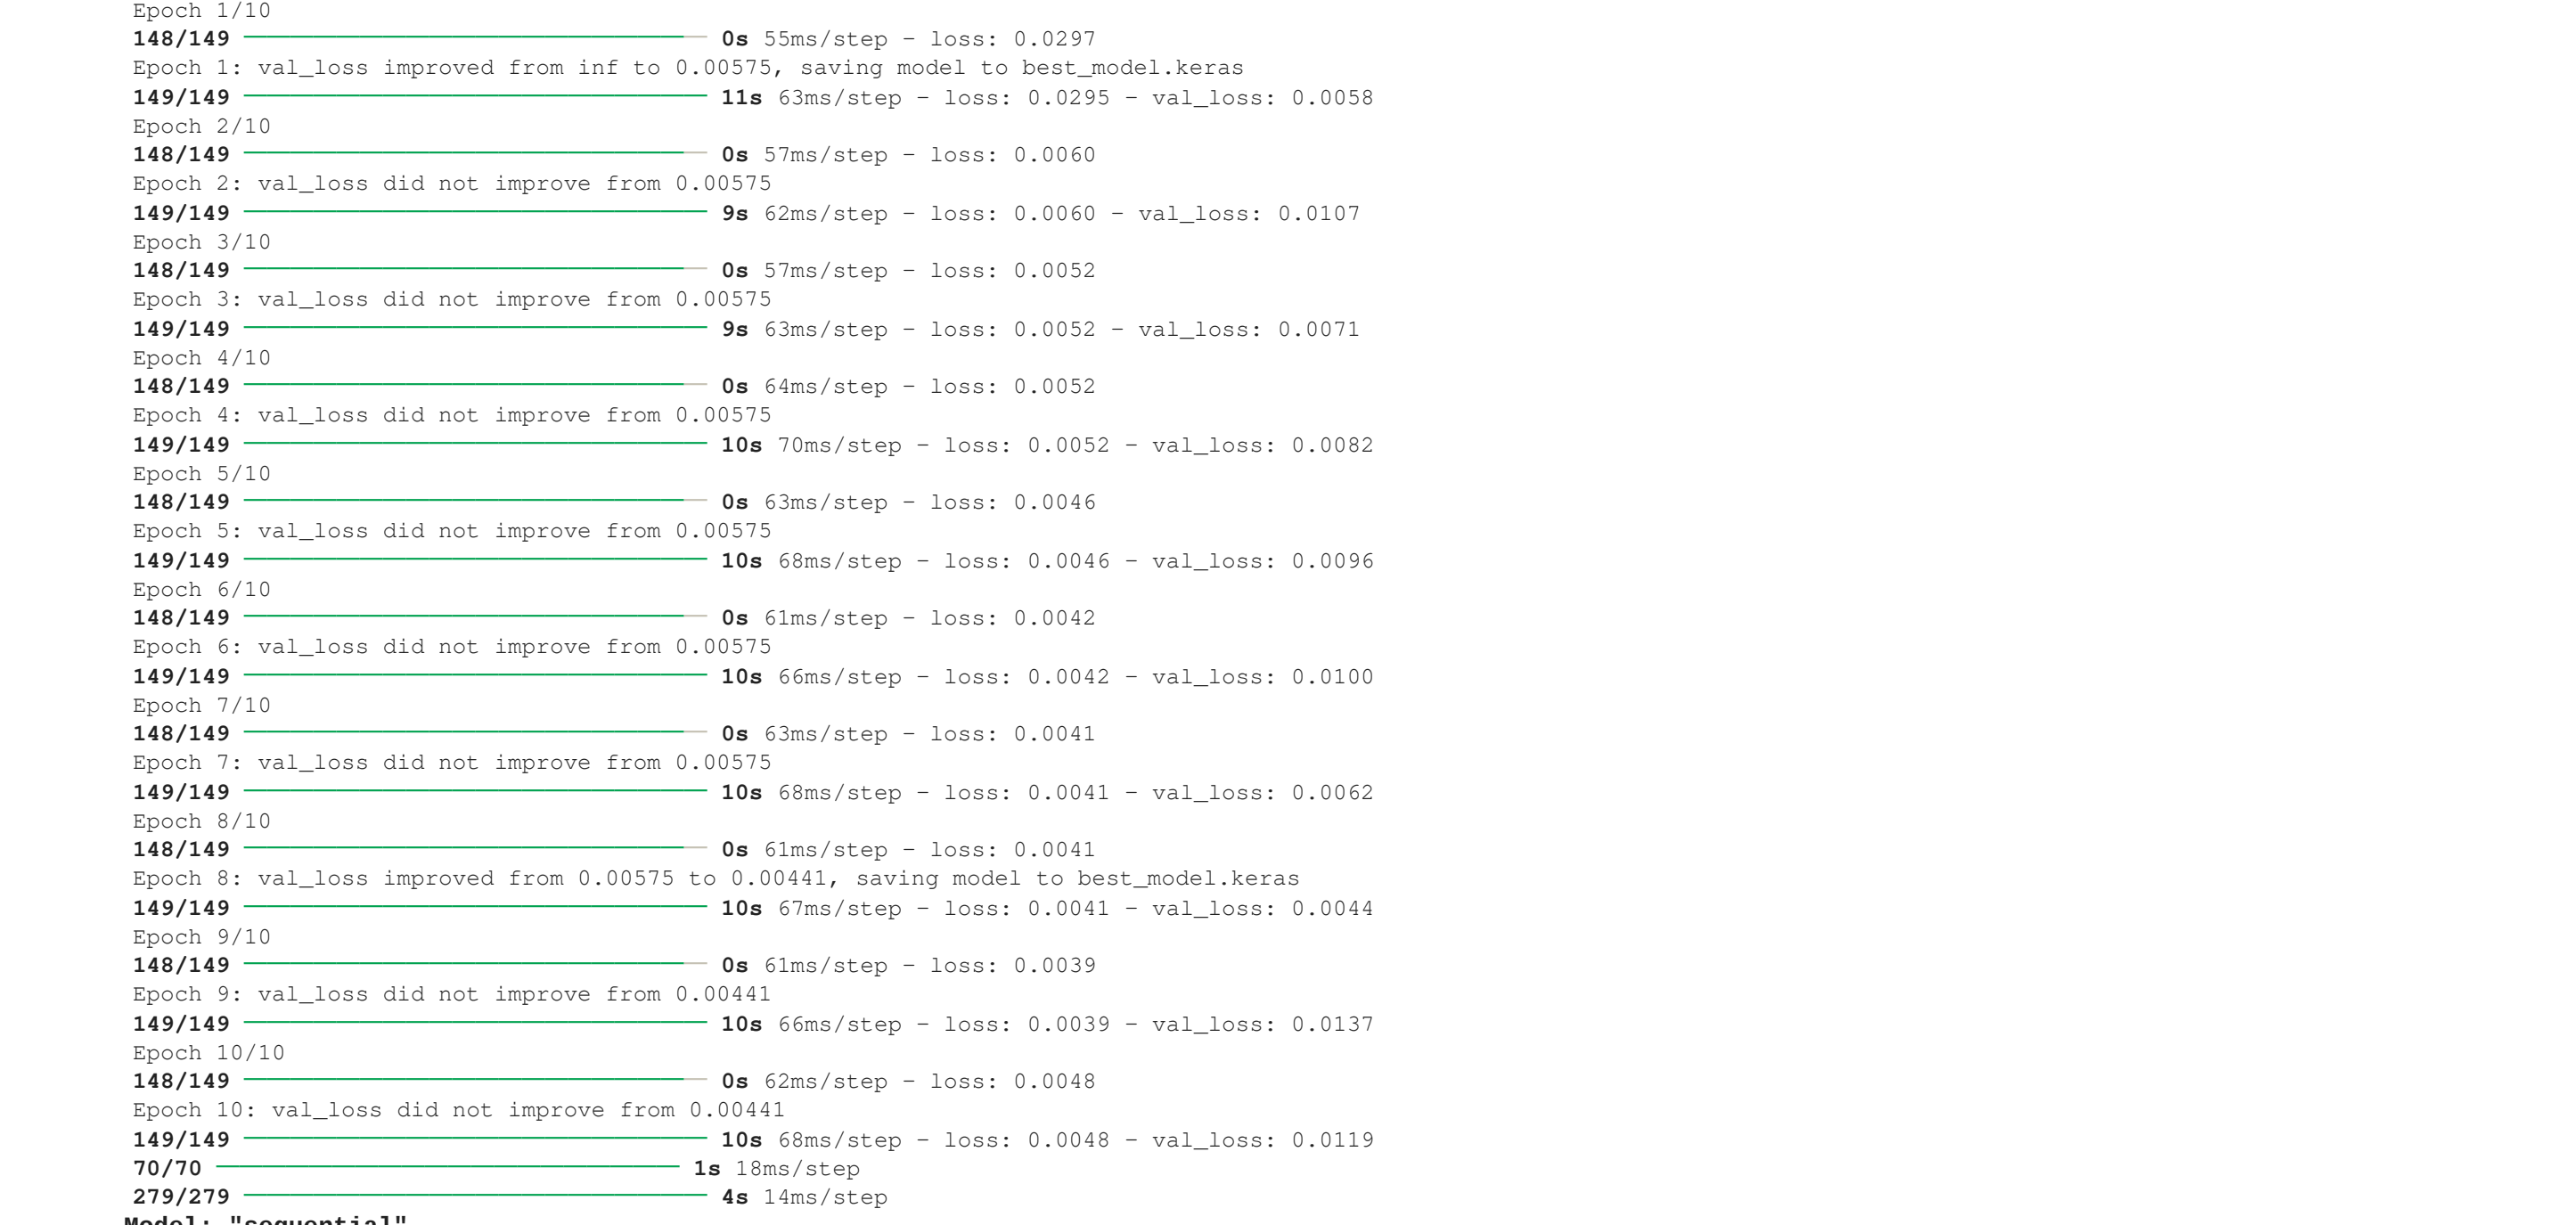 Epoch 1/10
148/149 0s 55ms/step - loss: 0.0297
Epoch 1: val_loss improved from inf to 0.00575, saving model to best_model.keras
149/149 11s 63ms/step - loss: 0.0295 - val_loss: 0.0058
Epoch 2/10
148/149 0s 57ms/step - loss: 0.0060
Epoch 2: val_loss did not improve from 0.00575
149/149 9s 62ms/step - loss: 0.0060 - val_loss: 0.0107
Epoch 3/10
148/149 0s 57ms/step - loss: 0.0052
Epoch 3: val_loss did not improve from 0.00575
149/149 9s 63ms/step - loss: 0.0052 - val_loss: 0.0071
Epoch 4/10
148/149 0s 64ms/step - loss: 0.0052
Epoch 4: val_loss did not improve from 0.00575
149/149 10s 70ms/step - loss: 0.0052 - val_loss: 0.0082
Epoch 5/10
148/149 0s 63ms/step - loss: 0.0046
Epoch 5: val_loss did not improve from 0.00575
149/149 10s 68ms/step - loss: 0.0046 - val_loss: 0.0096
Epoch 6/10
148/149 0s 61ms/step - loss: 0.0042
Epoch 6: val_loss did not improve from 0.00575
149/149 10s 66ms/step - loss: 0.0042 - val_loss: 0.0100
Epoch 7/10
148/149 0s 63ms/step - loss: 0.0041
Epoch 7: val_loss did not improve from 0.00575
149/149 10s 68ms/step - loss: 0.0041 - val_loss: 0.0062
Epoch 8/10
148/149 0s 61ms/step - loss: 0.0041
Epoch 8: val_loss improved from 0.00575 to 0.00441, saving model to best_model.keras
149/149 10s 67ms/step - loss: 0.0041 - val_loss: 0.0044
Epoch 9/10
148/149 0s 61ms/step - loss: 0.0039
Epoch 9: val_loss did not improve from 0.00441
149/149 10s 66ms/step - loss: 0.0039 - val_loss: 0.0137
Epoch 10/10
148/149 0s 62ms/step - loss: 0.0048
Epoch 10: val_loss did not improve from 0.00441
149/149 10s 68ms/step - loss: 0.0048 - val_loss: 0.0119
70/70 1s 18ms/step
279/279 4s 14ms/step
Model: "sequential"